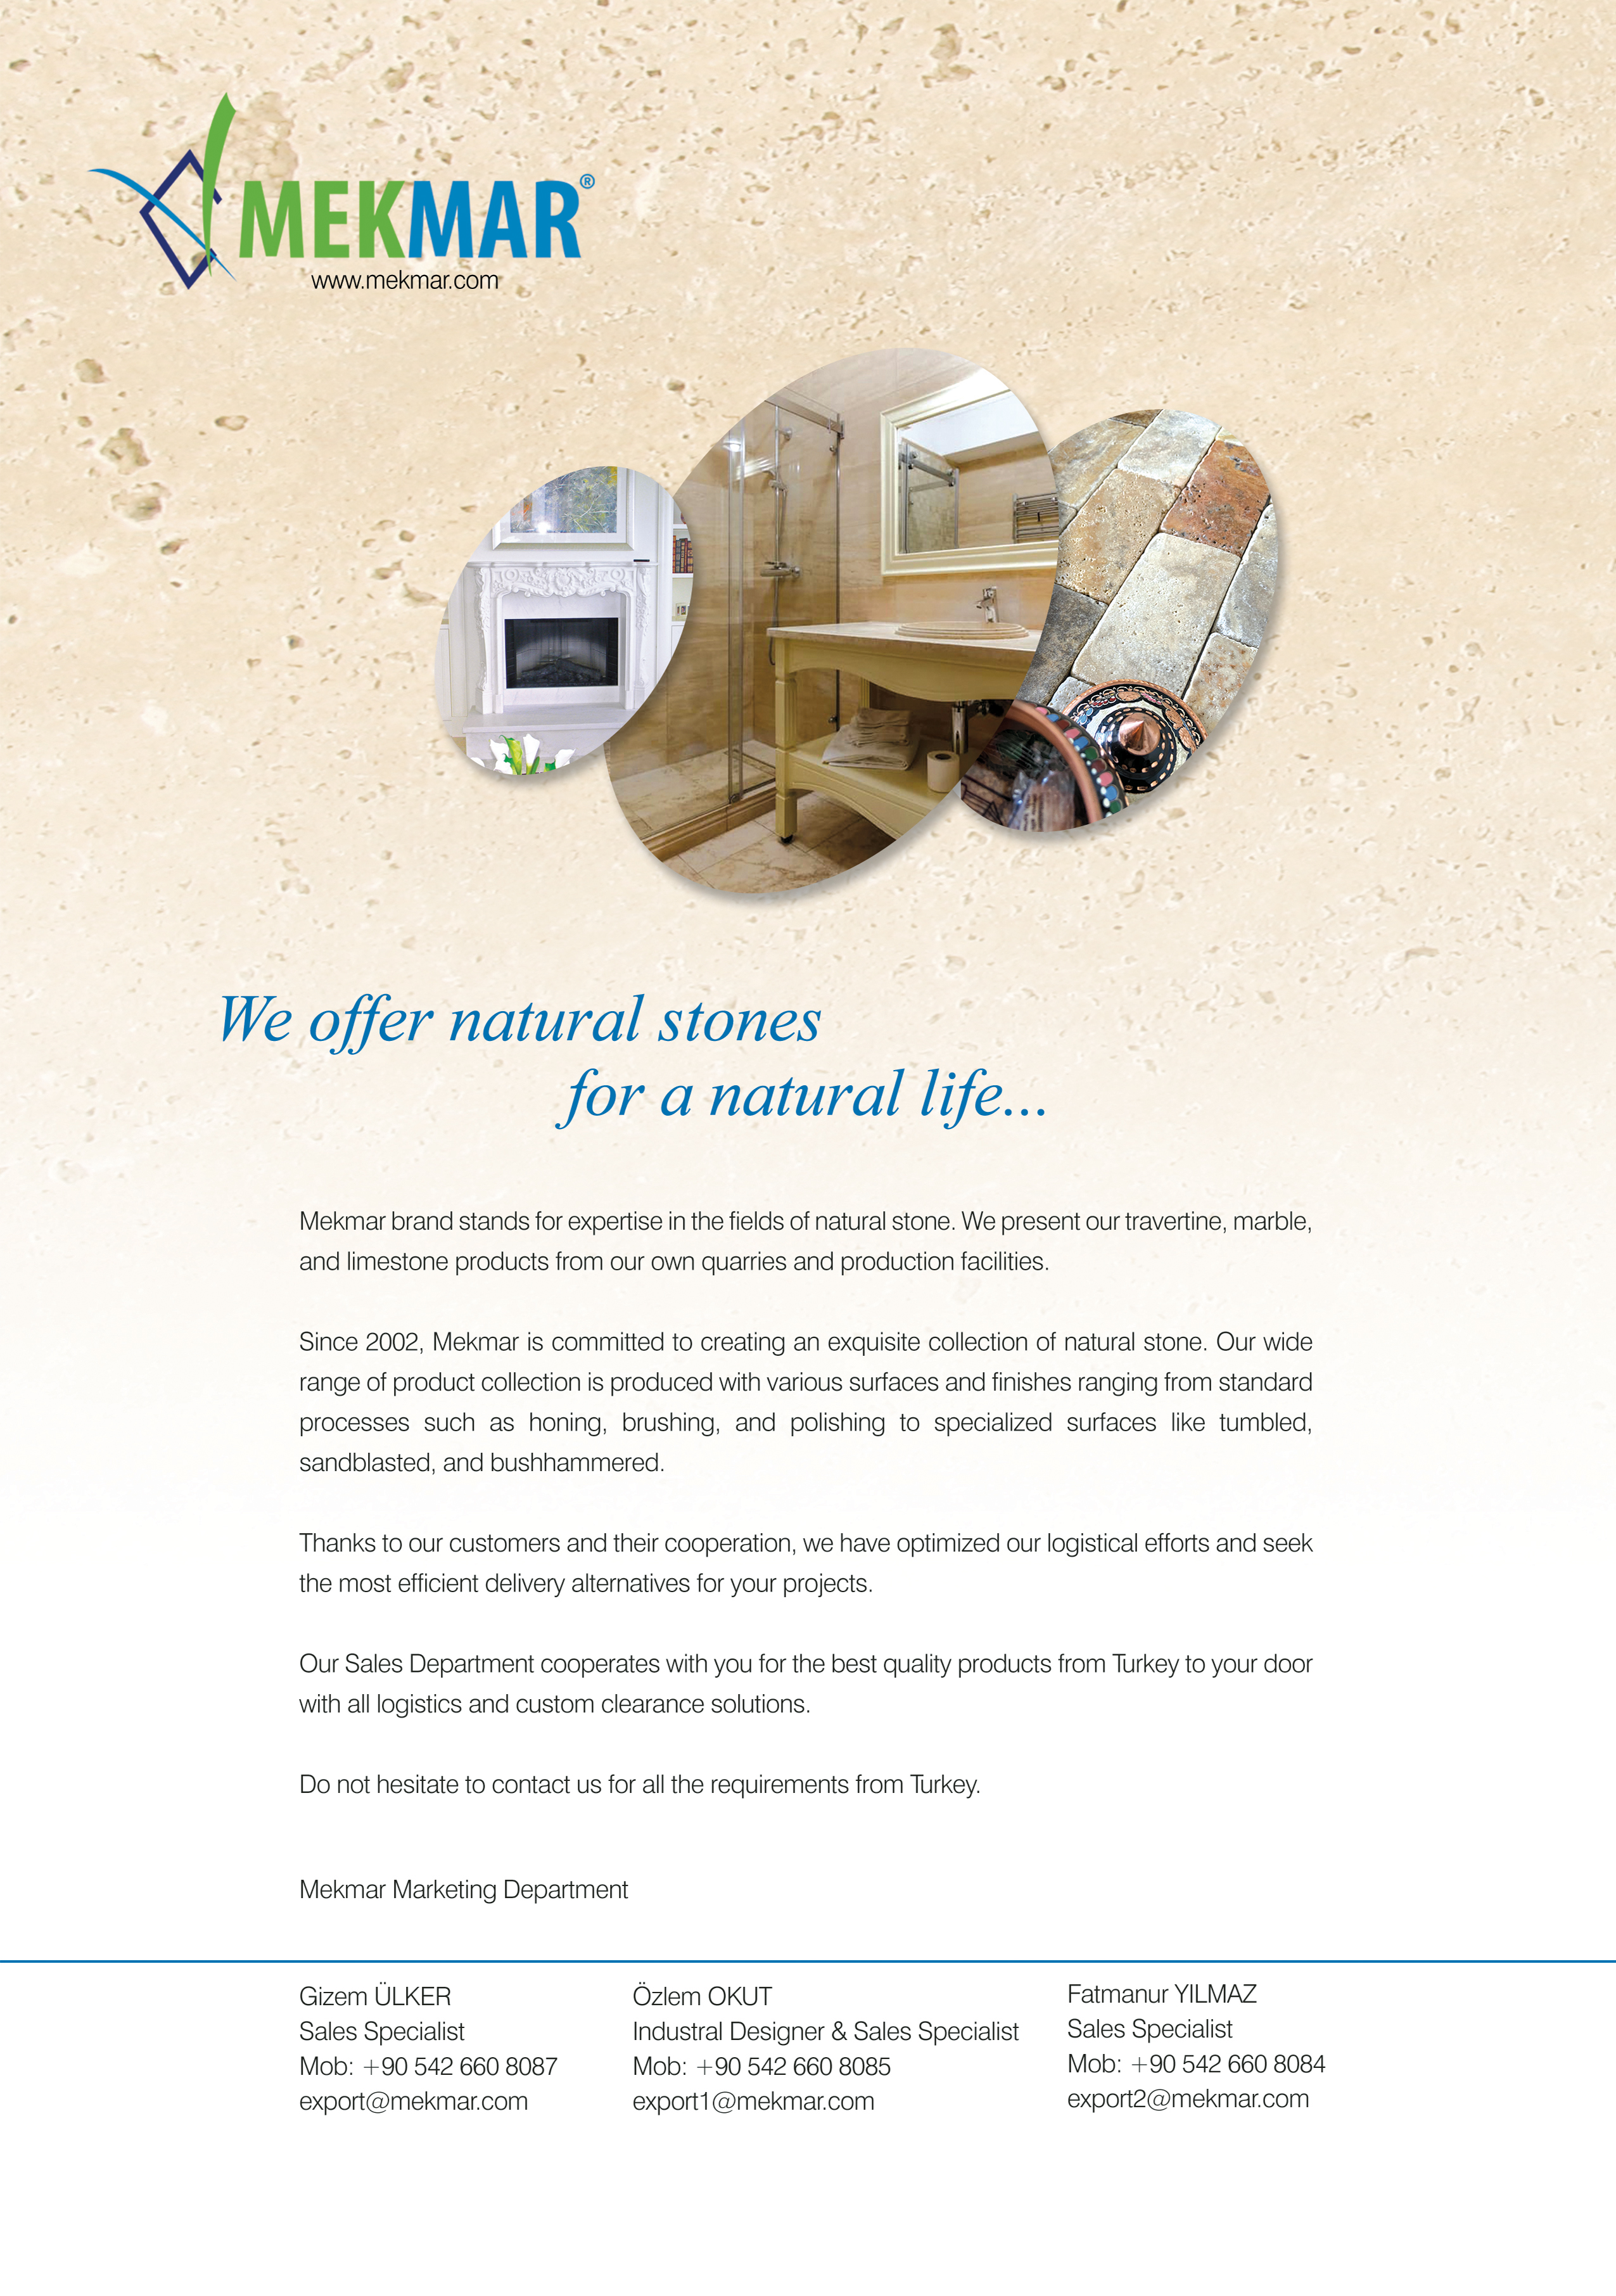 MEKMAR®
www.mekmar.com
We offer natural stones
for a natural life...
Mekmar brand stands for expertise in the fields of natural stone. We present our travertine, marble,
and limestone products from our own quarries and production facilities.
Since 2002, Mekmar is committed to creating an exquisite collection of natural stone. Our wide
range of product collection is produced with various surfaces and finishes ranging from standard
processes such as honing, brushing, and polishing to specialized surfaces like tumbled,
sandblasted, and bushhammered.
Thanks to our customers and their cooperation, we have optimized our logistical efforts and seek
the most efficient delivery alternatives for your projects.
Our Sales Department cooperates with you for the best quality products from Turkey to your door
with all logistics and custom clearance solutions.
Do not hesitate to contact us for all the requirements from Turkey.
Mekmar Marketing Department
Gizem ÜLKER
Sales Specialist
Mob: +90 542 660 8087
export@mekmar.com
Özlem OKUT
Industral Designer & Sales Specialist
Mob: +90 542 660 8085
export1@mekmar.com
Fatmanur YILMAZ
Sales Specialist
Mob: +90 542 660 8084
export2@mekmar.com